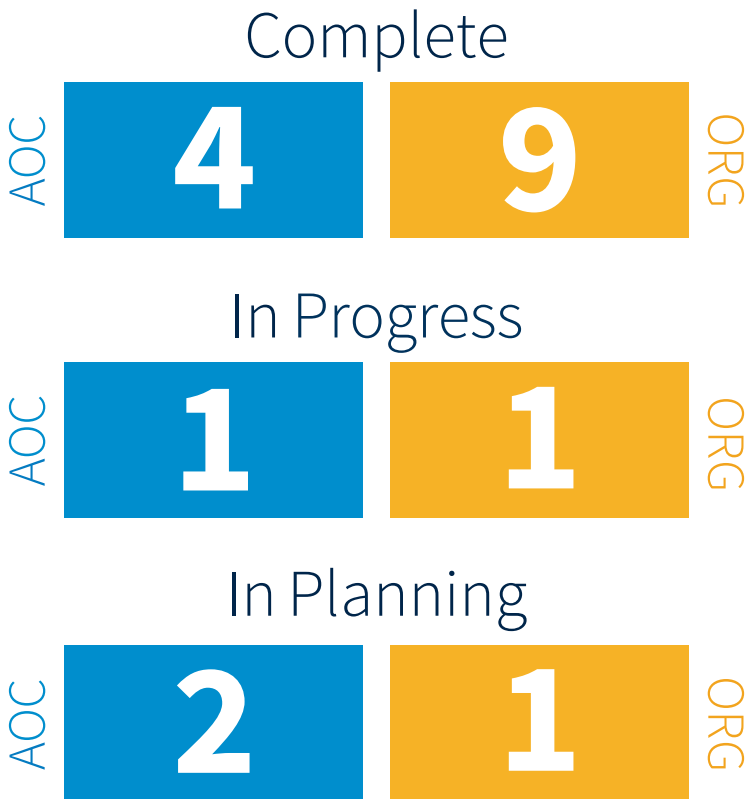 Complete
AOC 4 9 ORG
In Progress
AOC 1 1 ORG
In Planning
AOC 2 1 ORG